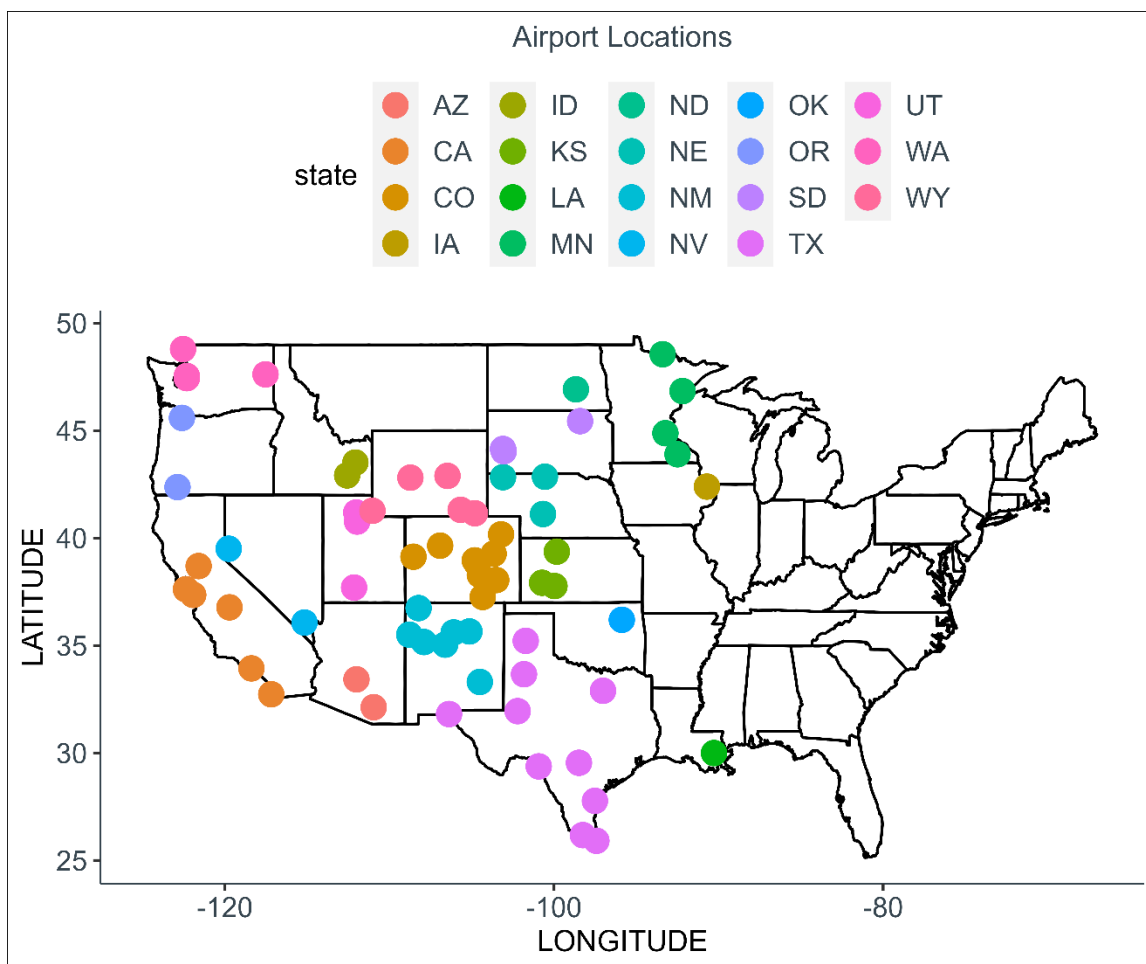 Airport Locations
state
AZ ID ND OK UT
CA KS NE OR WA
CO LA NM SD WY
IA MN NV TX
50
45
40
35
30
25
LATITUDE
-120 -100 -80
LONGITUDE